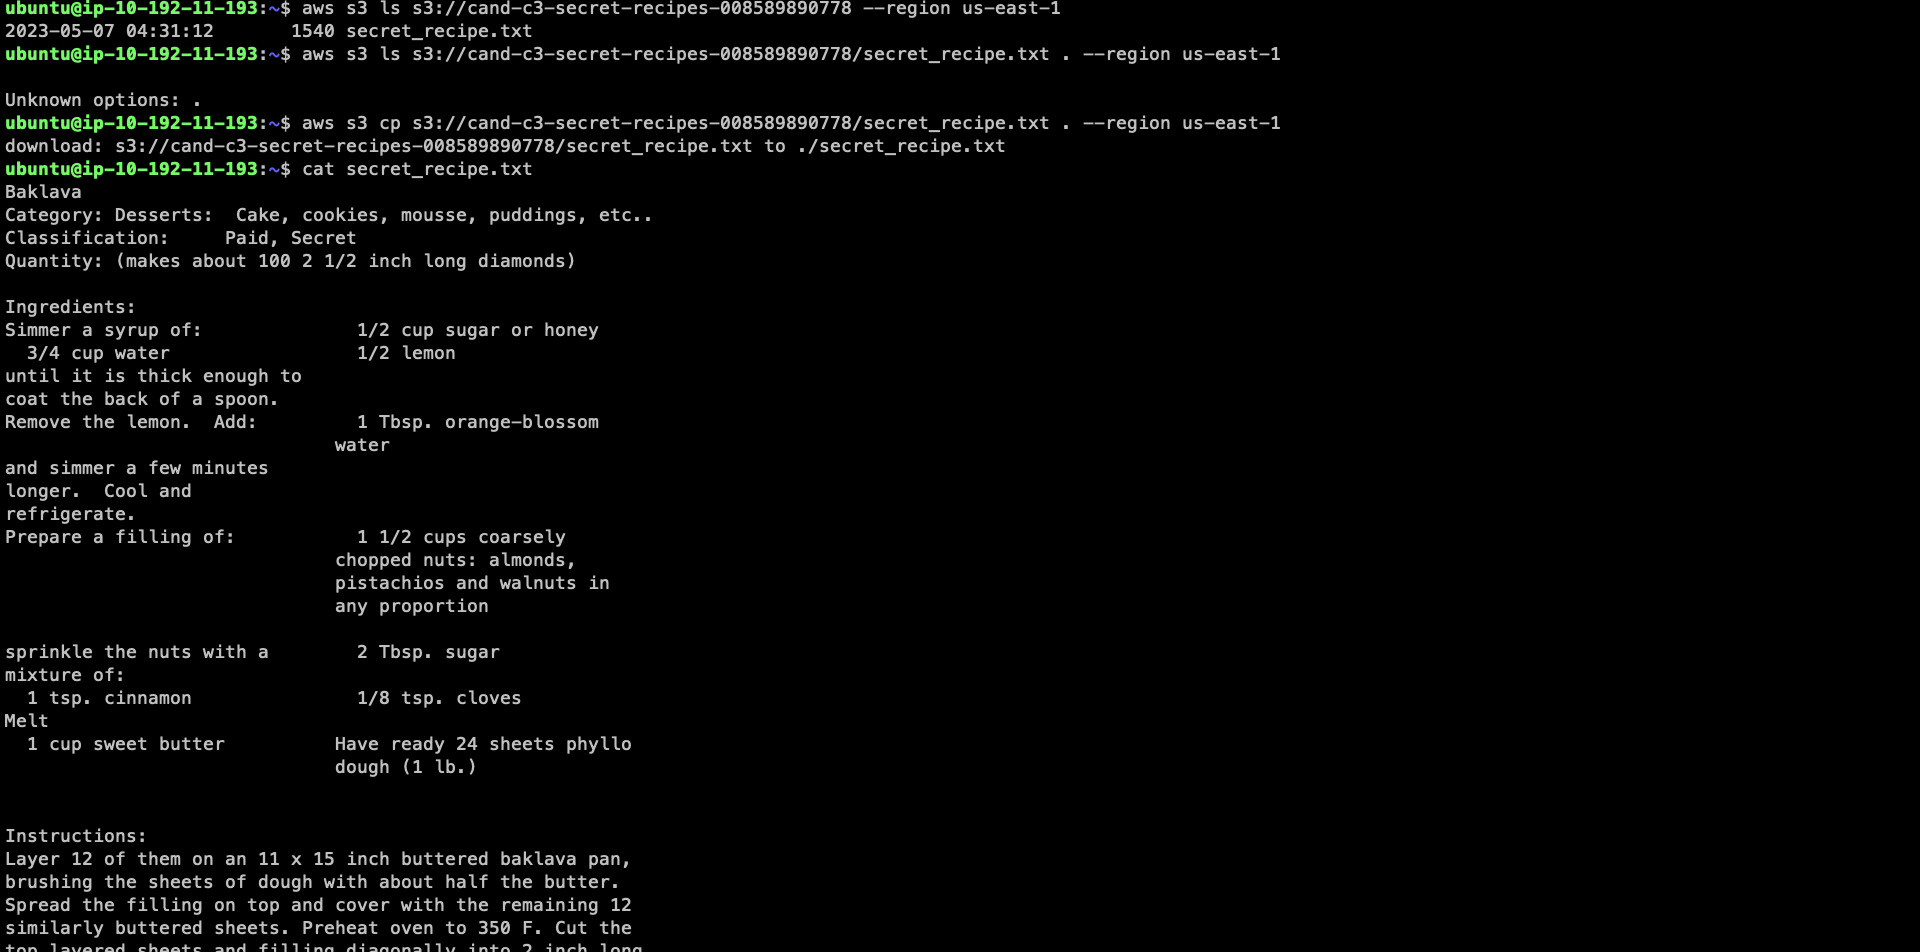 ubuntu@ip-10-192-11-193:~$ aws s3 ls s3://cand-c3-secret-recipes-008589890778 --region us-east-1
2023-05-07 04:31:12       1540 secret_recipe.txt
ubuntu@ip-10-192-11-193:~$ aws s3 ls s3://cand-c3-secret-recipes-008589890778/secret_recipe.txt . --region us-east-1

Unknown options: .
ubuntu@ip-10-192-11-193:~$ aws s3 cp s3://cand-c3-secret-recipes-008589890778/secret_recipe.txt . --region us-east-1
download: s3://cand-c3-secret-recipes-008589890778/secret_recipe.txt to ./secret_recipe.txt
ubuntu@ip-10-192-11-193:~$ cat secret_recipe.txt
Baklava
Category: Desserts:  Cake, cookies, mousse, puddings, etc..
Classification:     Paid, Secret
Quantity: (makes about 100 2 1/2 inch long diamonds)

Ingredients:
Simmer a syrup of:              1/2 cup sugar or honey
  3/4 cup water                 1/2 lemon
until it is thick enough to
coat the back of a spoon.
Remove the lemon.  Add:         1 Tbsp. orange-blossom
                              water
and simmer a few minutes
longer.  Cool and
refrigerate.
Prepare a filling of:           1 1/2 cups coarsely
                              chopped nuts: almonds,
                              pistachios and walnuts in
                              any proportion

sprinkle the nuts with a        2 Tbsp. sugar
mixture of:
  1 tsp. cinnamon               1/8 tsp. cloves
Melt
  1 cup sweet butter          Have ready 24 sheets phyllo
                              dough (1 lb.)


Instructions:
Layer 12 of them on an 11 x 15 inch buttered baklava pan,
brushing the sheets of dough with about half the butter.
Spread the filling on top and cover with the remaining 12
similarly buttered sheets. Preheat oven to 350 F. Cut the
top layered sheets and filling diagonally into 2 inch long